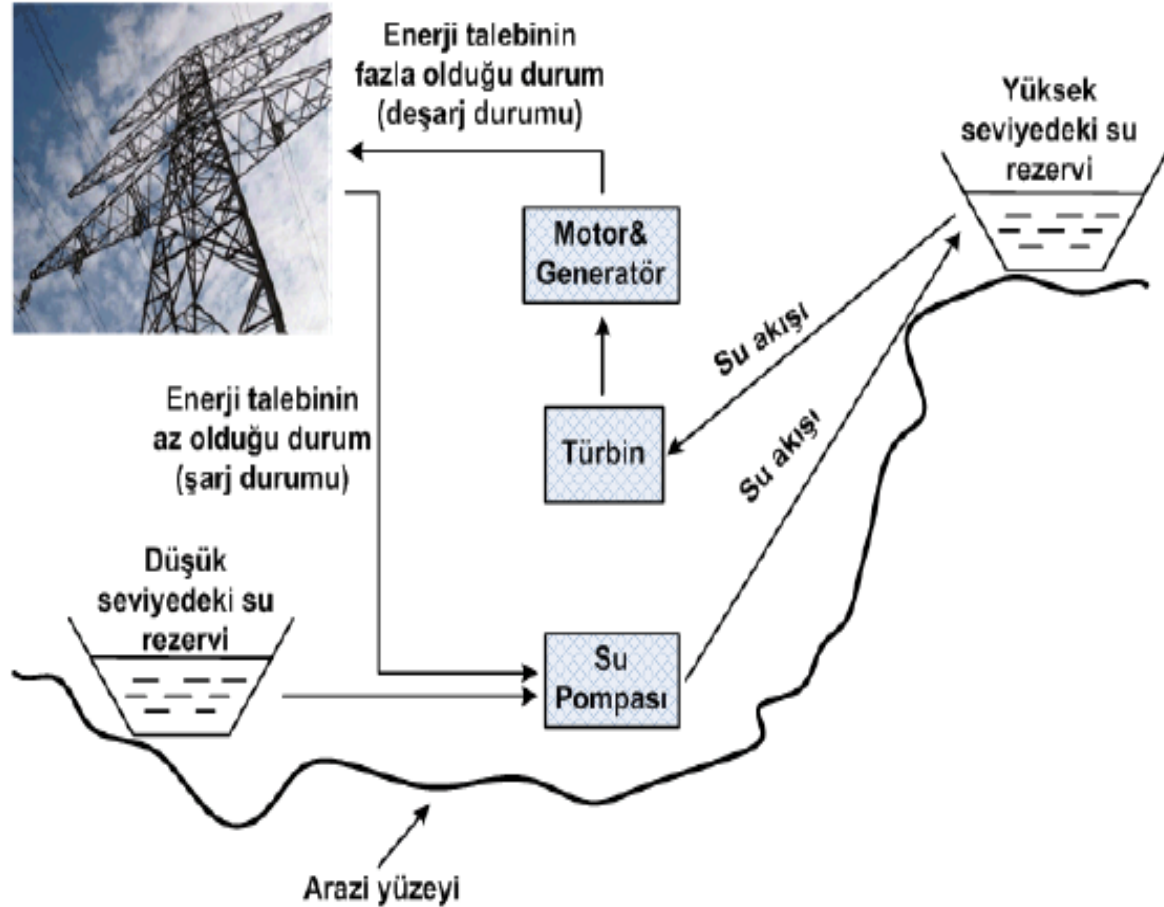 Enerji talebinin
fazla olduğu durum
(deşarj durumu)
Yüksek
seviyedeki su
rezervi
Motor&
Generatör
Su akışı
Su akışı
Türbin
Enerji talebinin
az olduğu durum
(şarj durumu)
Düşük
seviyedeki su
rezervi
Su
Pompası
Arazi yüzeyi